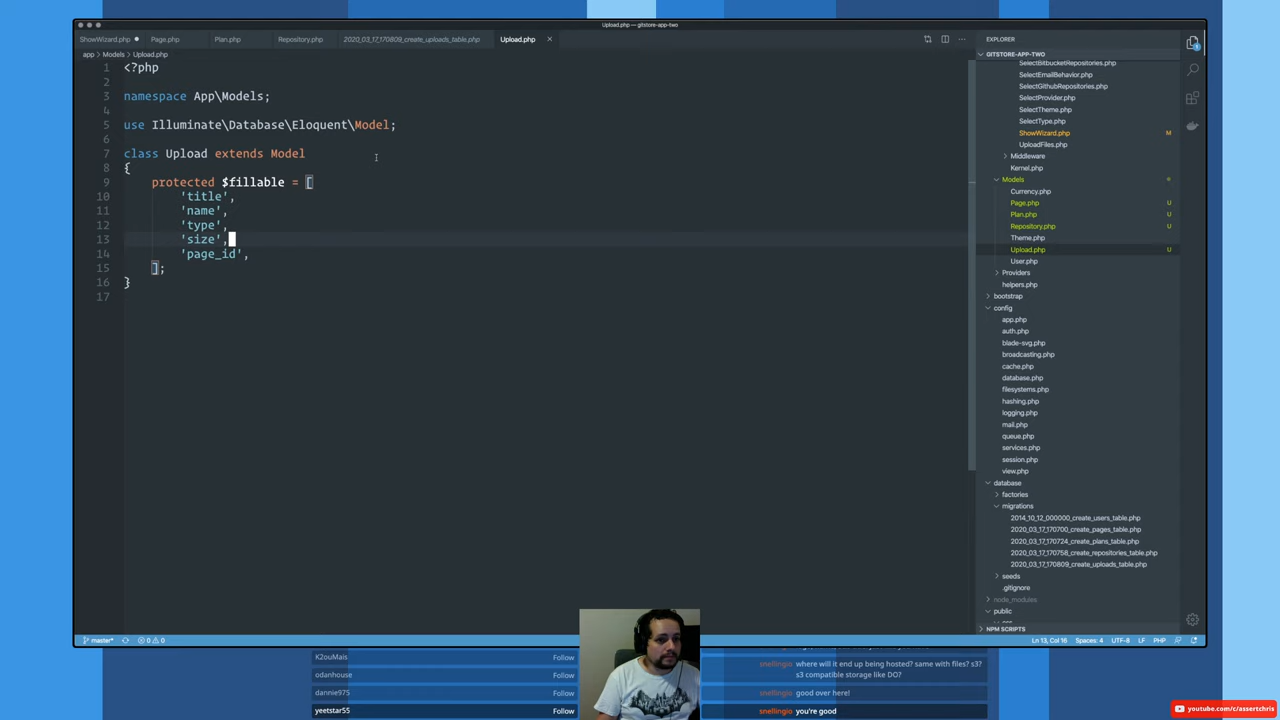 Upload.php — gitstore-app-two
ShowWizard.php
Page.php
Plan.php
Repository.php
2020_03_17_170809_create_uploads_table.php
Upload.php
app > Models > Upload.php
1 <?php
2
3 namespace App\Models;
4
5 use Illuminate\Database\Eloquent\Model;
6
7 class Upload extends Model
8 {
9 protected $fillable = [
10 'title',
11 'name',
12 'type',
13 'size',
14 'page_id',
15 ];
16 }
17
EXPLORER
GITSTORE-APP-TWO
SelectBitbucketRepositories.php
SelectEmailBehavior.php
SelectGithubRepositories.php
SelectProvider.php
SelectTheme.php
SelectType.php
ShowWizard.php M
UploadFiles.php
Middleware
Kernel.php
Models
Currency.php
Page.php U
Plan.php U
Repository.php U
Theme.php
Upload.php U
User.php
Providers
helpers.php
bootstrap
config
app.php
auth.php
blade-svg.php
broadcasting.php
cache.php
database.php
filesystems.php
hashing.php
logging.php
mail.php
queue.php
services.php
session.php
view.php
database
factories
migrations
2014_10_12_000000_create_users_table.php
2020_03_17_170700_create_pages_table.php
2020_03_17_170724_create_plans_table.php
2020_03_17_170758_create_repositories_table.php
2020_03_17_170809_create_uploads_table.php
seeds
.gitignore
node_modules
public
NPM SCRIPTS
master* 0 0
Ln 13, Col 16 Spaces: 4 UTF-8 LF PHP
K2ouMais Follow
odanhouse Follow
dannie975 Follow
yeetstar55 Follow
snellingio where will it end up being hosted? same with files? s3?
s3 compatible storage like DO?
snellingio good over here!
snellingio you're good
youtube.com/c/assertchris